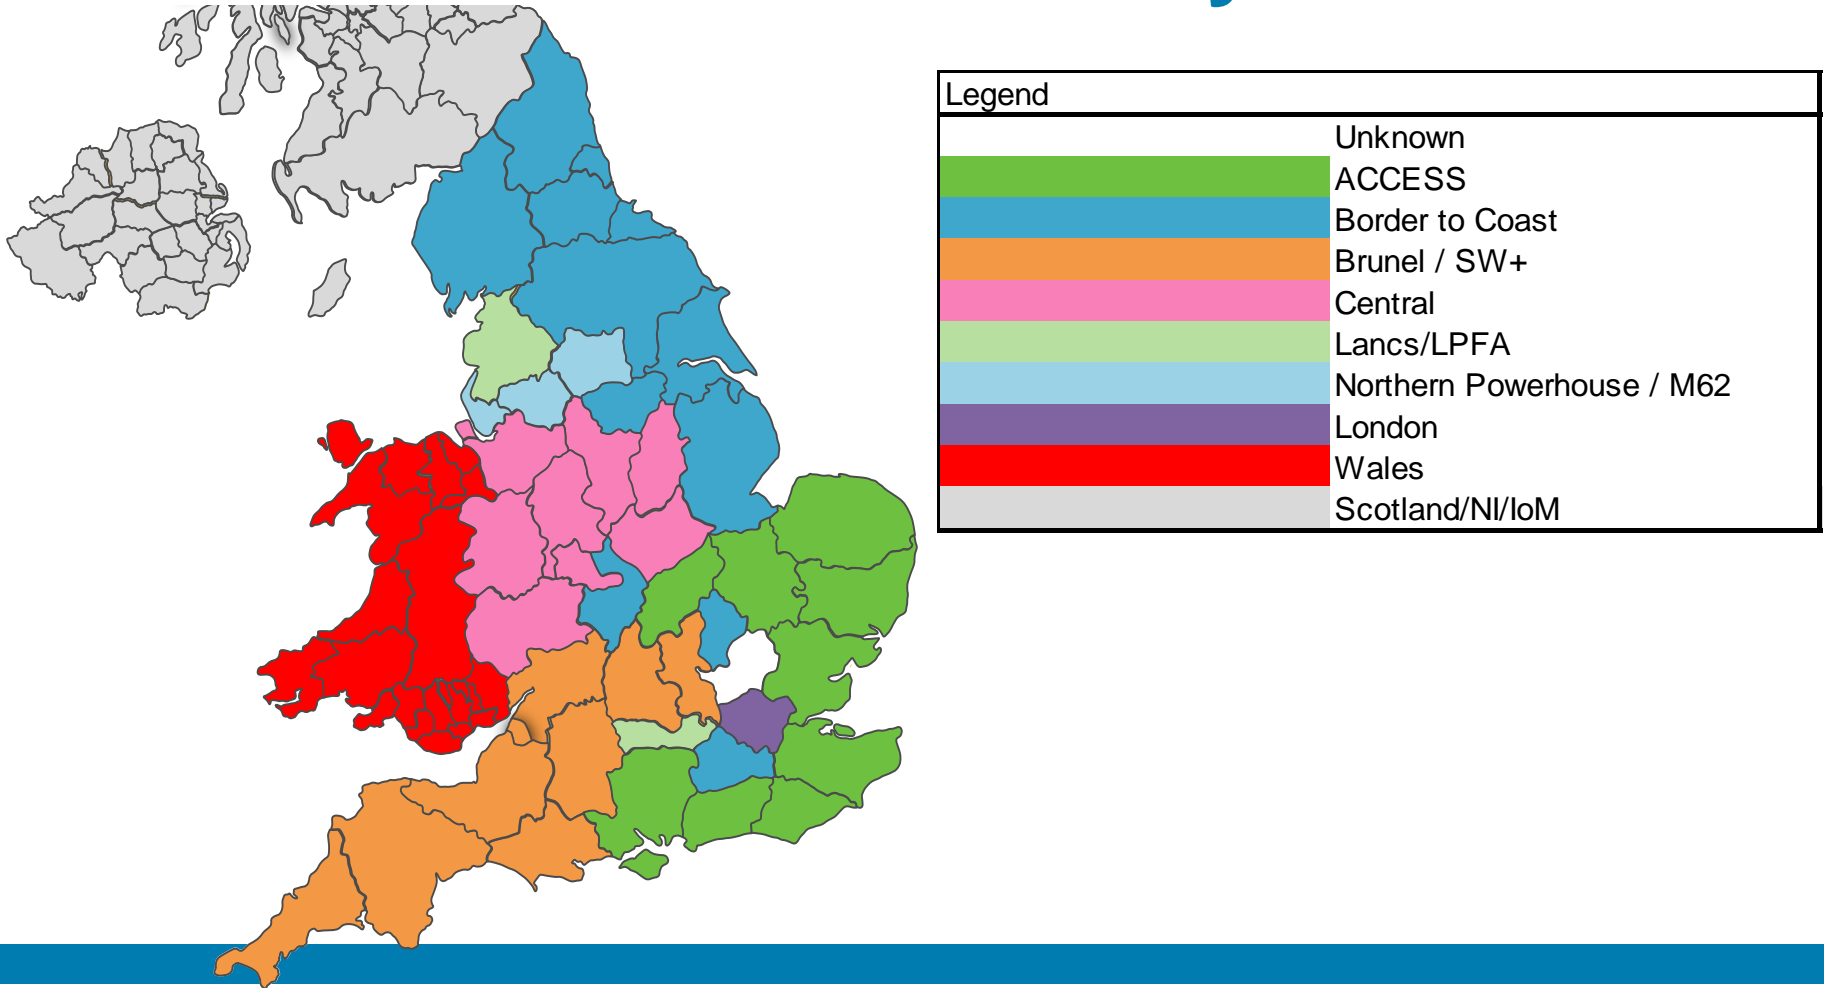 Legend
Unknown
ACCESS
Border to Coast
Brunel / SW+
Central
Lancs/LPFA
Northern Powerhouse / M62
London
Wales
Scotland/NI/IoM